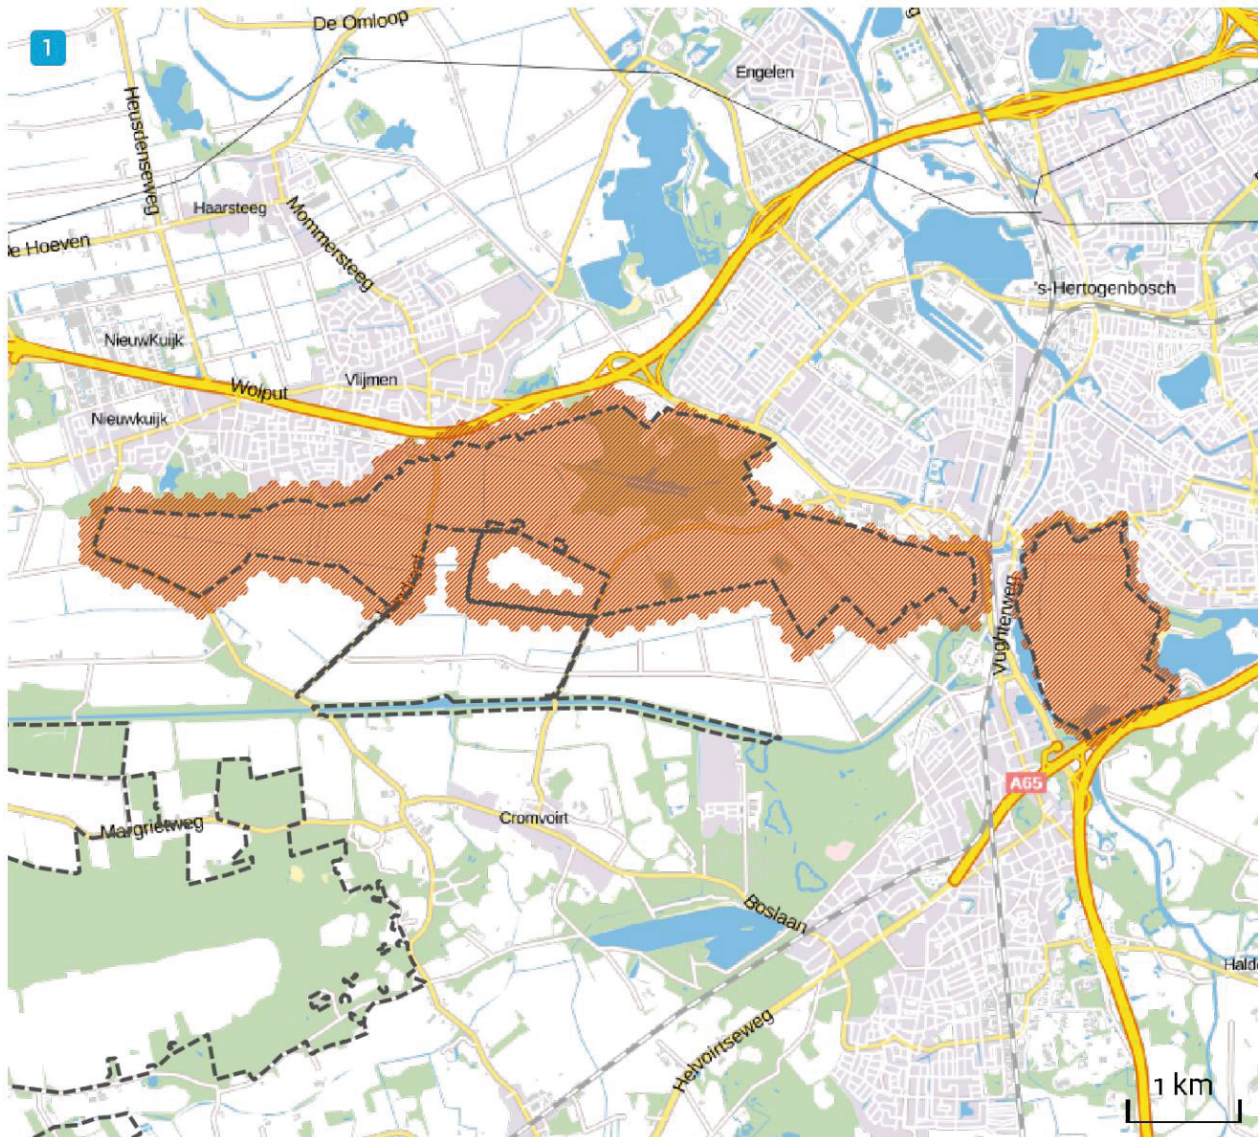 De Omloop
1
Engelen
Heusdenseweg
Haarsteeg
Mommersteeg
De Hoeven
's-Hertogenbosch
NieuwKuijk
Wolput
Vlijmen
Nieuwkuijk
Vughterweg
A65
Margrietweg
Cromvoirt
Boslaan
Helvoirtseweg
1 km